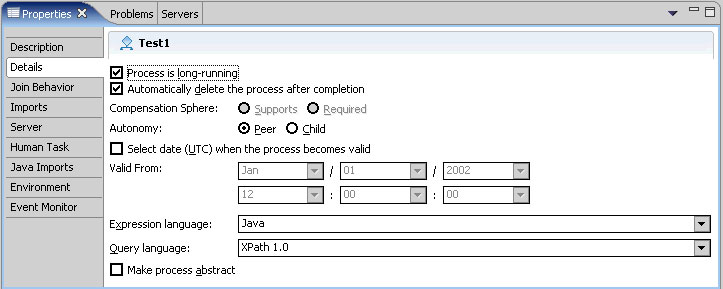 Properties Problems Servers
Test1
Description
Details
Join Behavior
Imports
Server
Human Task
Java Imports
Environment
Event Monitor
Process is long-running
Automatically delete the process after completion
Compensation Sphere: Supports Required
Autonomy: Peer Child
Select date (UTC) when the process becomes valid
Valid From: Jan / 01 / 2002
12 : 00 : 00
Expression language: Java
Query language: XPath 1.0
Make process abstract